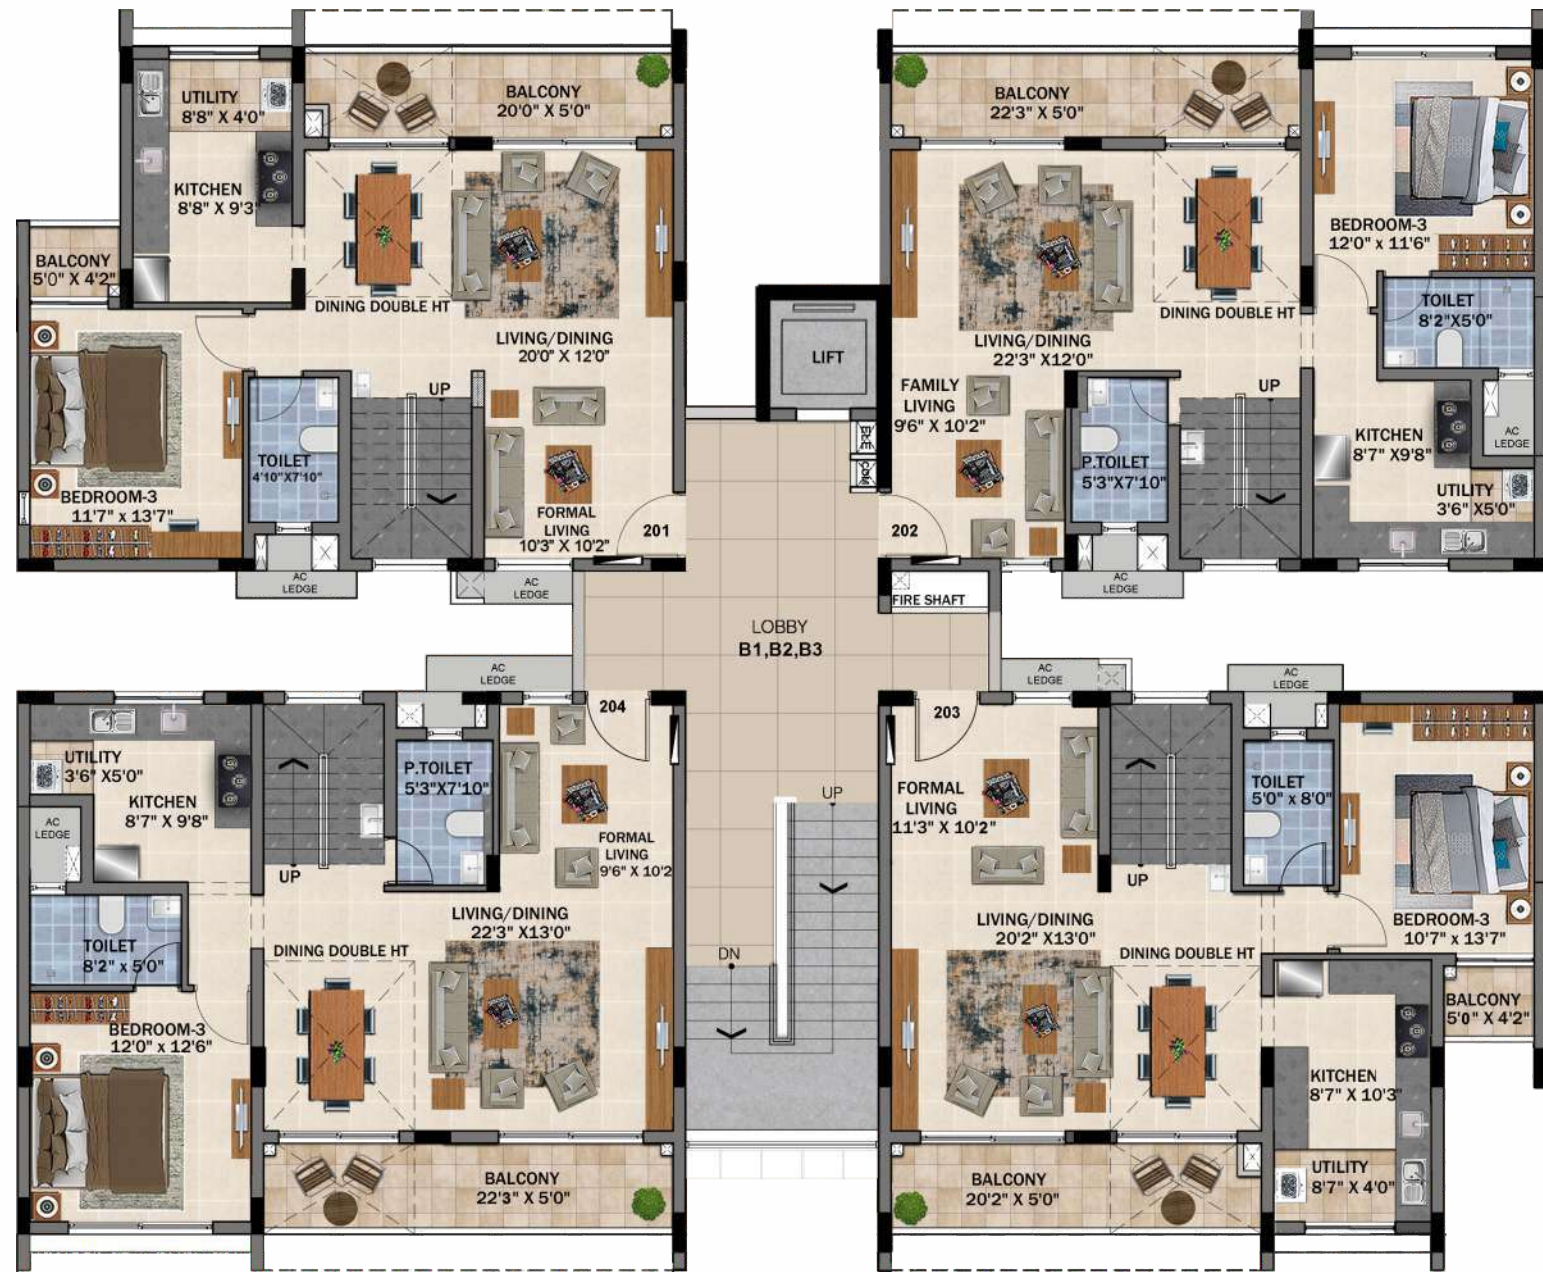 UTILITY
8'8" X 4'0"
BALCONY
20'0" X 5'0"
KITCHEN
8'8" X 9'3"
BALCONY
5'0" X 4'2"
DINING DOUBLE HT
LIVING/DINING
20'0" X 12'0"
UP
TOILET
4'10"X7'10"
BEDROOM-3
11'7" x 13'7"
FORMAL
LIVING
10'3" X 10'2"
201
AC
LEDGE
AC
LEDGE
LIFT
BALCONY
22'3" X 5'0"
BEDROOM-3
12'0" x 11'6"
TOILET
8'2"X5'0"
DINING DOUBLE HT
LIVING/DINING
22'3" X12'0"
FAMILY
LIVING
9'6" X 10'2"
UP
P.TOILET
5'3"X7'10"
KITCHEN
8'7" X9'8"
AC
LEDGE
UTILITY
3'6" X5'0"
202
AC
LEDGE
FIRE SHAFT
LOBBY
B1,B2,B3
AC
LEDGE
204
UTILITY
3'6" X5'0"
KITCHEN
8'7" X 9'8"
P.TOILET
5'3"X7'10"
AC
LEDGE
FORMAL
LIVING
9'6" X 10'2
UP
LIVING/DINING
22'3" X13'0"
TOILET
8'2" x 5'0"
DINING DOUBLE HT
BEDROOM-3
12'0" x 12'6"
BALCONY
22'3" X 5'0"
UP
DN
AC
LEDGE
AC
LEDGE
203
FORMAL
LIVING
11'3" X 10'2"
TOILET
5'0" x 8'0"
UP
LIVING/DINING
20'2" X13'0"
BEDROOM-3
10'7" x 13'7"
DINING DOUBLE HT
BALCONY
5'0" X 4'2"
KITCHEN
8'7" X 10'3"
UTILITY
8'7" X 4'0"
BALCONY
20'2" X 5'0"